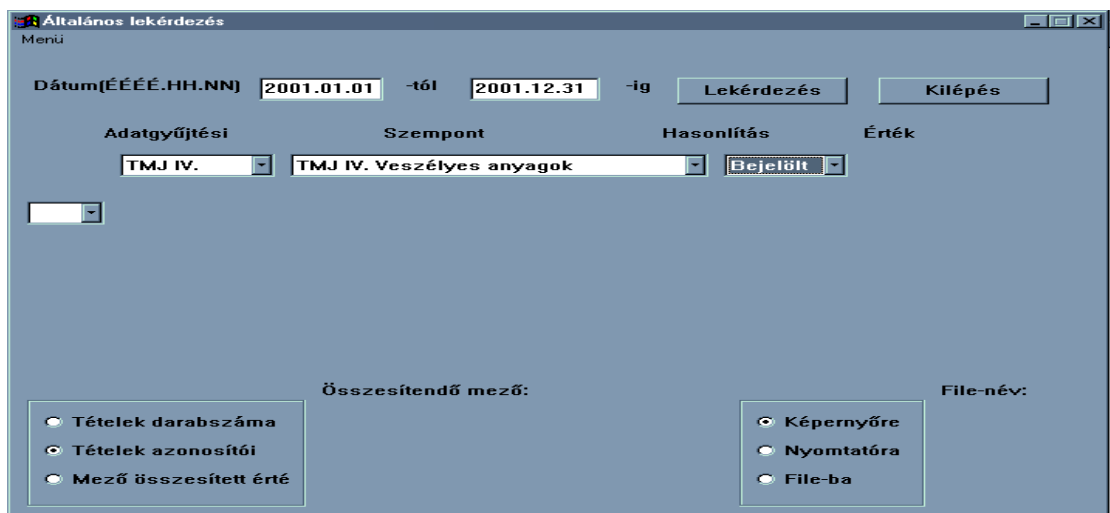 Általános lekérdezés
Menü
Dátum(ÉÉÉÉ.HH.NN) 2001.01.01 -tól 2001.12.31 -ig Lekérdezés Kilépés
Adatgyűjtési Szempont Hasonlítás Érték
TMJ IV. TMJ IV. Veszélyes anyagok Bejelölt
Összesítendő mező: File-név:
Tételek darabszáma Képernyőre
Tételek azonosítói Nyomtatóra
Mező összesített érté File-ba